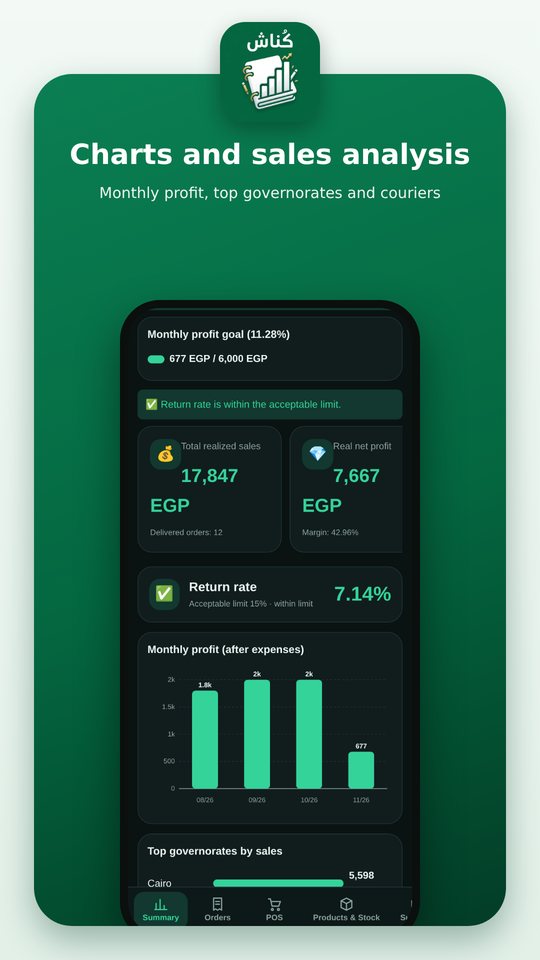 كُناش
Charts and sales analysis
Monthly profit, top governorates and couriers
Monthly profit goal (11.28%)
677 EGP / 6,000 EGP
✅ Return rate is within the acceptable limit.
Total realized sales
17,847
EGP
Delivered orders: 12
Real net profit
7,667
EGP
Margin: 42.96%
Return rate
Acceptable limit 15% · within limit
7.14%
Monthly profit (after expenses)
2k
1.5k
1k
500
0
1.8k
2k
2k
677
08/26
09/26
10/26
11/26
Top governorates by sales
Cairo
5,598
Summary
Orders
POS
Products & Stock